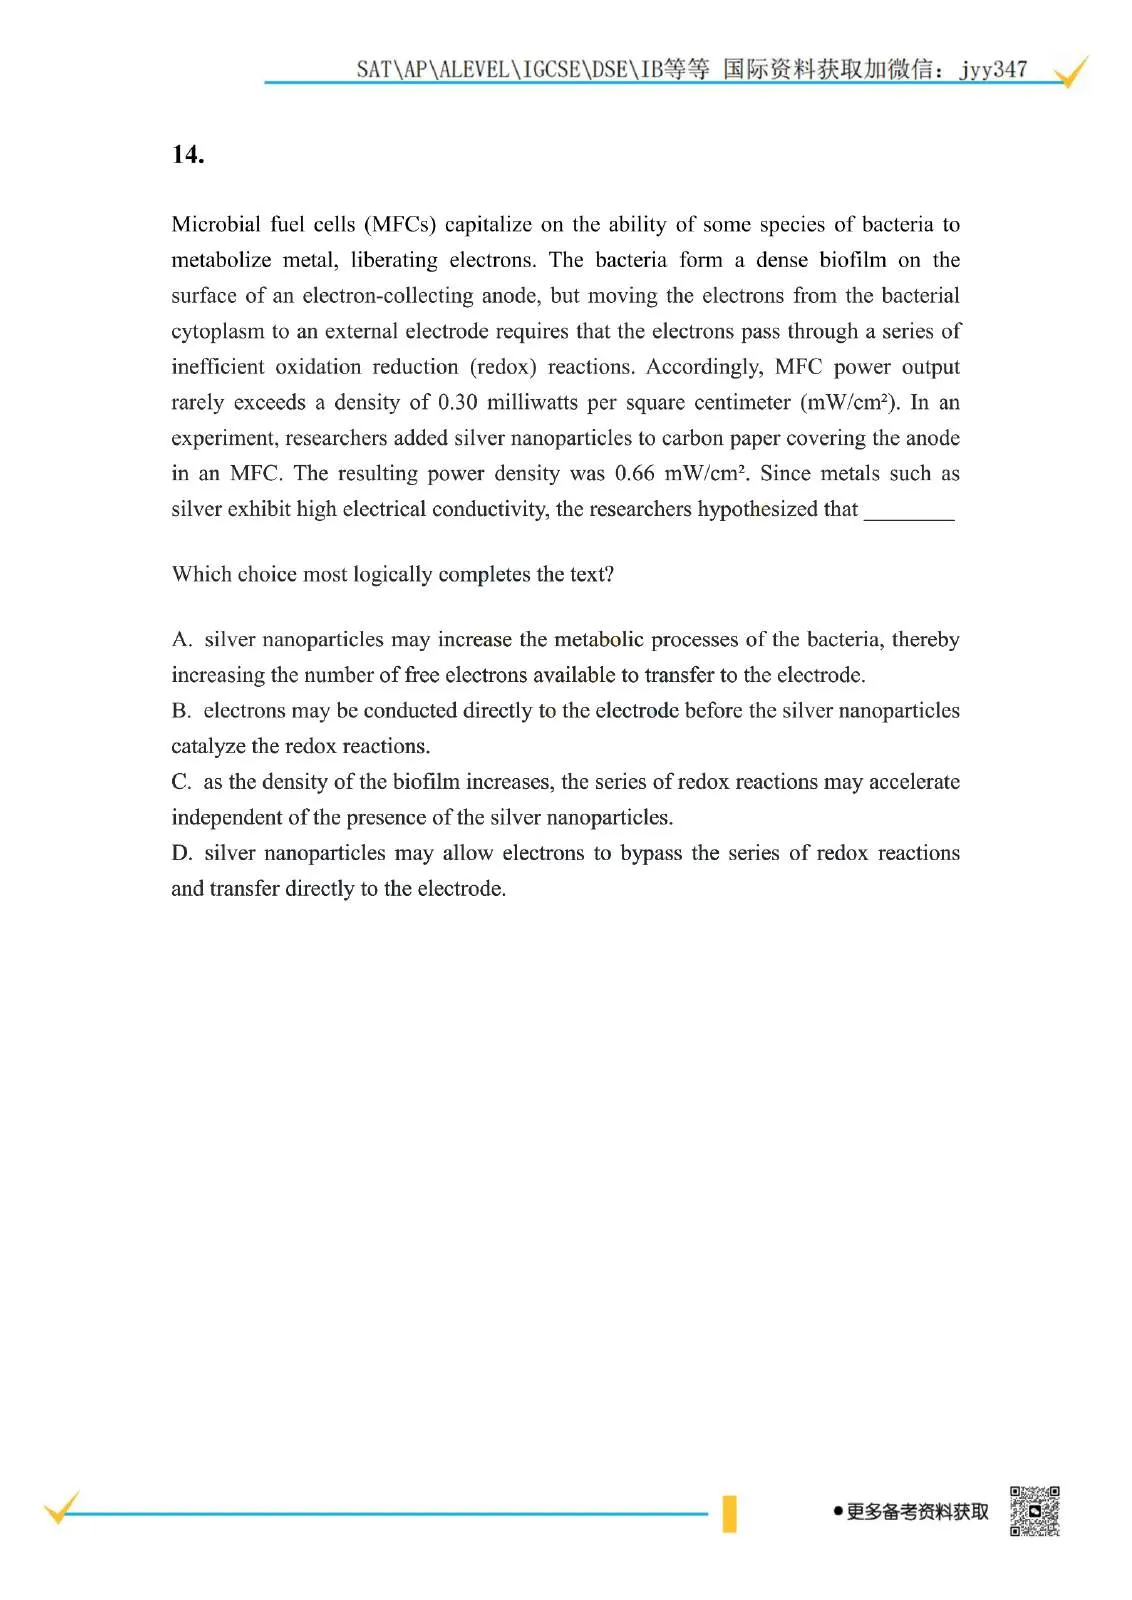 SAT\AP\ALEVEL\IGCSE\DSE\IB等等 国际资料获取加微信：jyy347
14.
Microbial fuel cells (MFCs) capitalize on the ability of some species of bacteria to
metabolize metal, liberating electrons. The bacteria form a dense biofilm on the
surface of an electron-collecting anode, but moving the electrons from the bacterial
cytoplasm to an external electrode requires that the electrons pass through a series of
inefficient oxidation reduction (redox) reactions. Accordingly, MFC power output
rarely exceeds a density of 0.30 milliwatts per square centimeter (mW/cm²). In an
experiment, researchers added silver nanoparticles to carbon paper covering the anode
in an MFC. The resulting power density was 0.66 mW/cm². Since metals such as
silver exhibit high electrical conductivity, the researchers hypothesized that ________
Which choice most logically completes the text?
A. silver nanoparticles may increase the metabolic processes of the bacteria, thereby
increasing the number of free electrons available to transfer to the electrode.
B. electrons may be conducted directly to the electrode before the silver nanoparticles
catalyze the redox reactions.
C. as the density of the biofilm increases, the series of redox reactions may accelerate
independent of the presence of the silver nanoparticles.
D. silver nanoparticles may allow electrons to bypass the series of redox reactions
and transfer directly to the electrode.
●更多备考资料获取